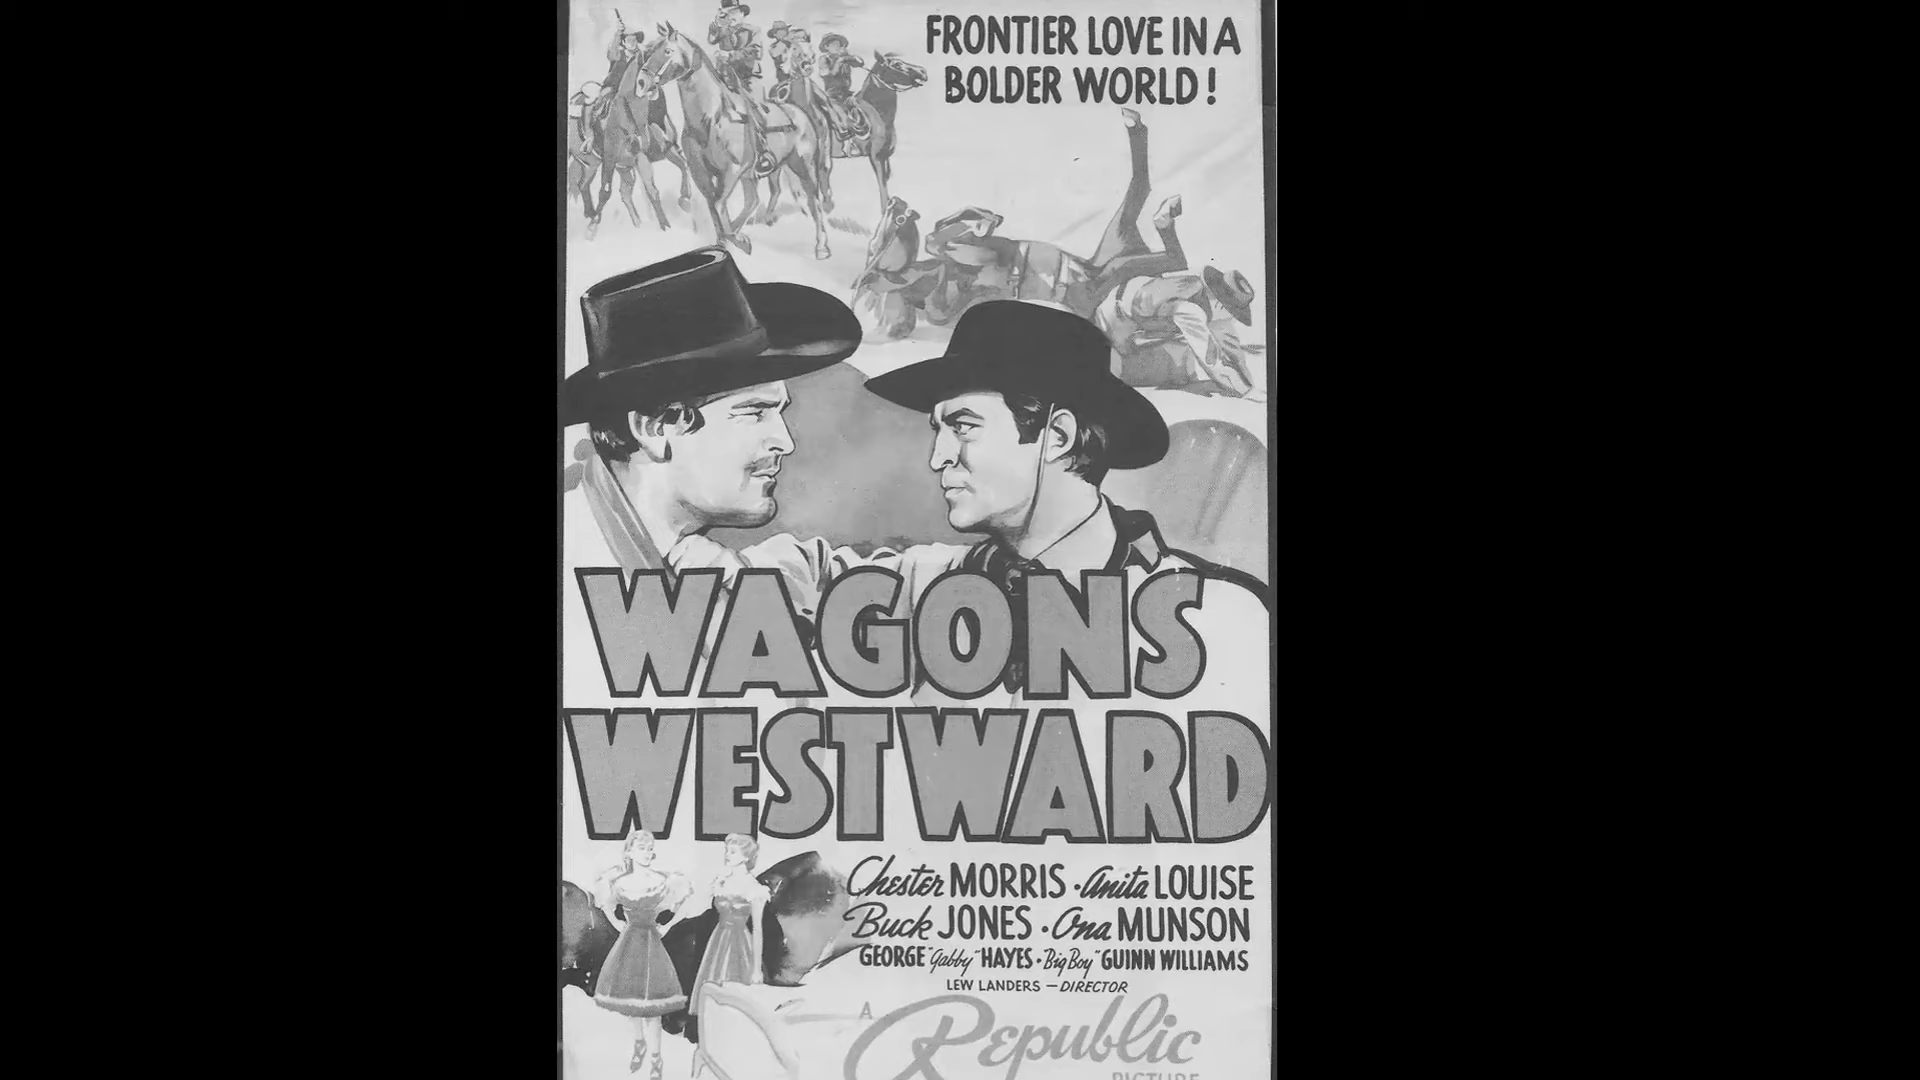 FRONTIER LOVE IN A
BOLDER WORLD!
WAGONS
WESTWARD
Chester MORRIS · Anita LOUISE
Buck JONES · Ona MUNSON
GEORGE "Gabby" HAYES · "Big Boy" GUINN WILLIAMS
LEW LANDERS — DIRECTOR
A
Republic
PICTURE